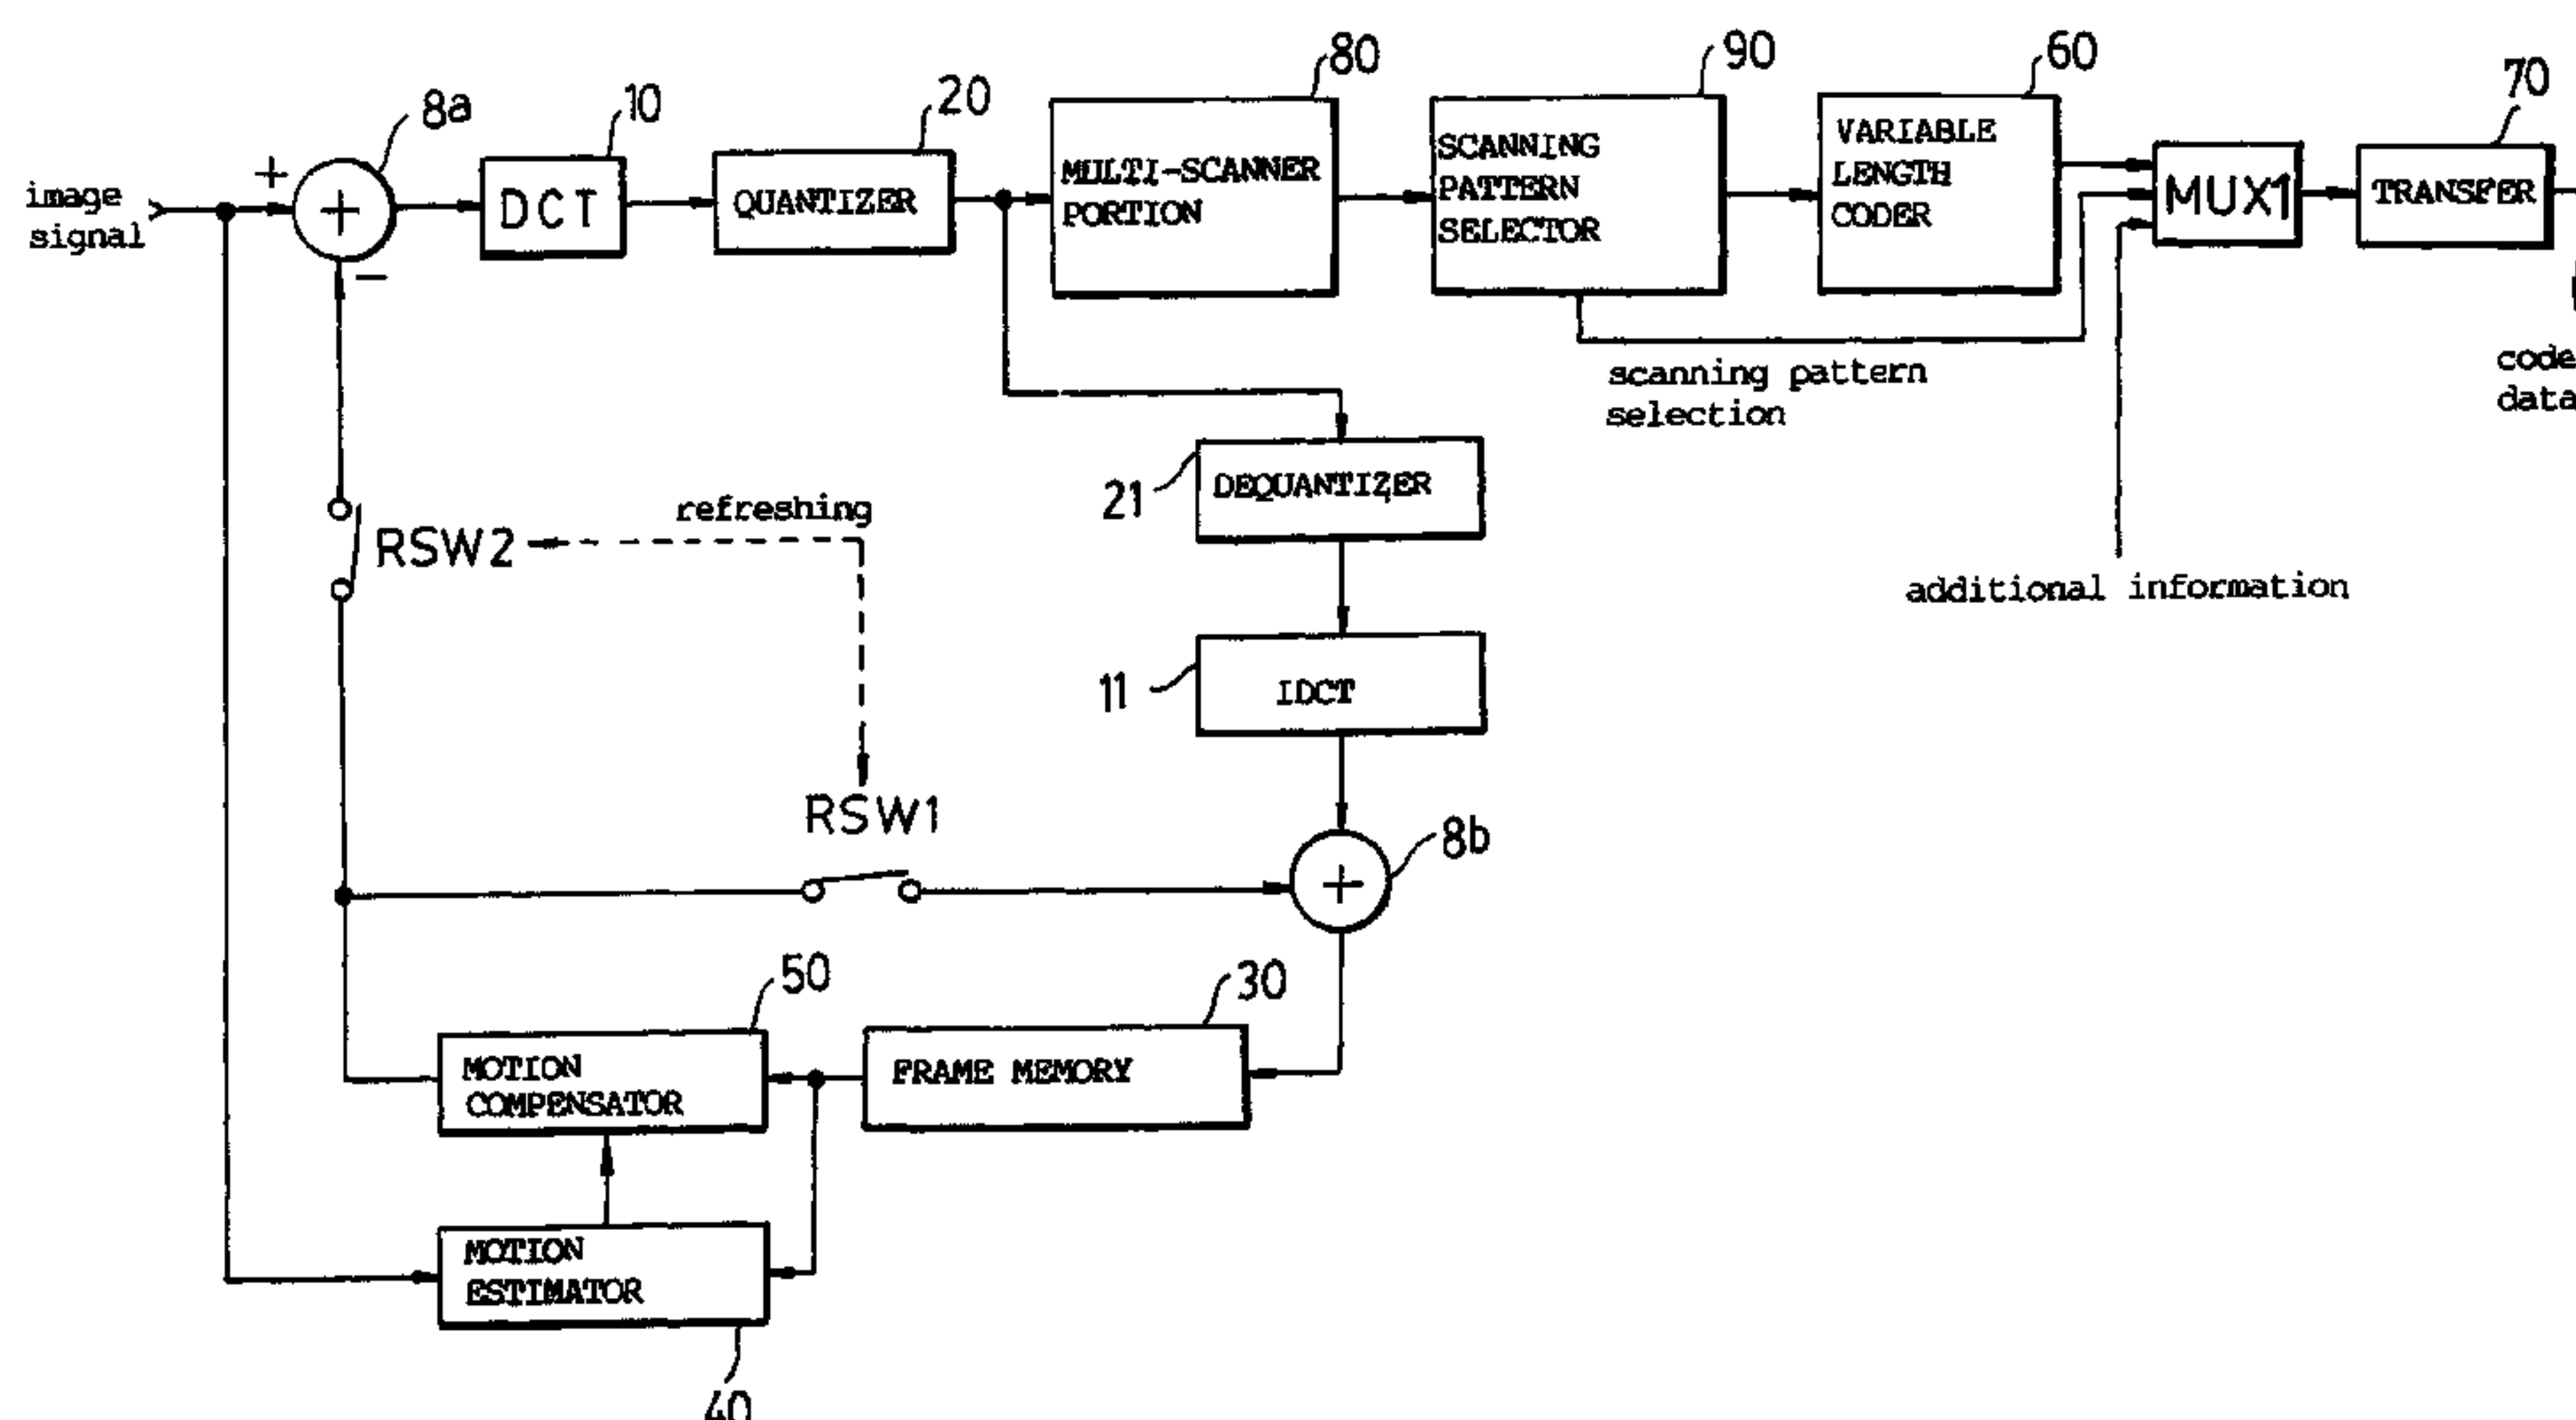 80
90
60
70
20
10
8a
+
image
signal
+
−
DCT
QUANTIZER
MULTI-SCANNER
PORTION
SCANNING
PATTERN
SELECTOR
VARIABLE
LENGTH
CODER
MUX1
TRANSFER
scanning pattern
selection
code
data
additional information
21
DEQUANTIZER
refreshing
RSW2
11
IDCT
RSW1
8b
+
50
30
MOTION
COMPENSATOR
FRAME MEMORY
MOTION
ESTIMATOR
40